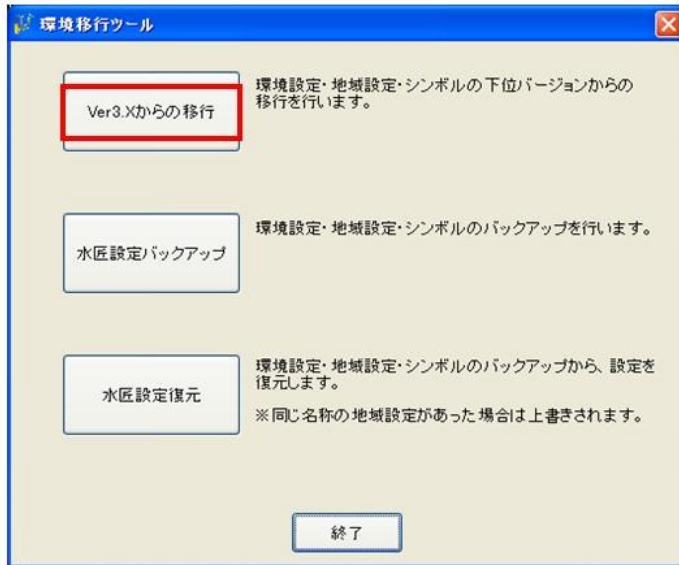 環境移行ツール
Ver3.Xからの移行
環境設定・地域設定・シンボルの下位バージョンからの
移行を行います。
水匠設定バックアップ
環境設定・地域設定・シンボルのバックアップを行います。
水匠設定復元
環境設定・地域設定・シンボルのバックアップから、設定を
復元します。
※同じ名称の地域設定があった場合は上書きされます。
終了